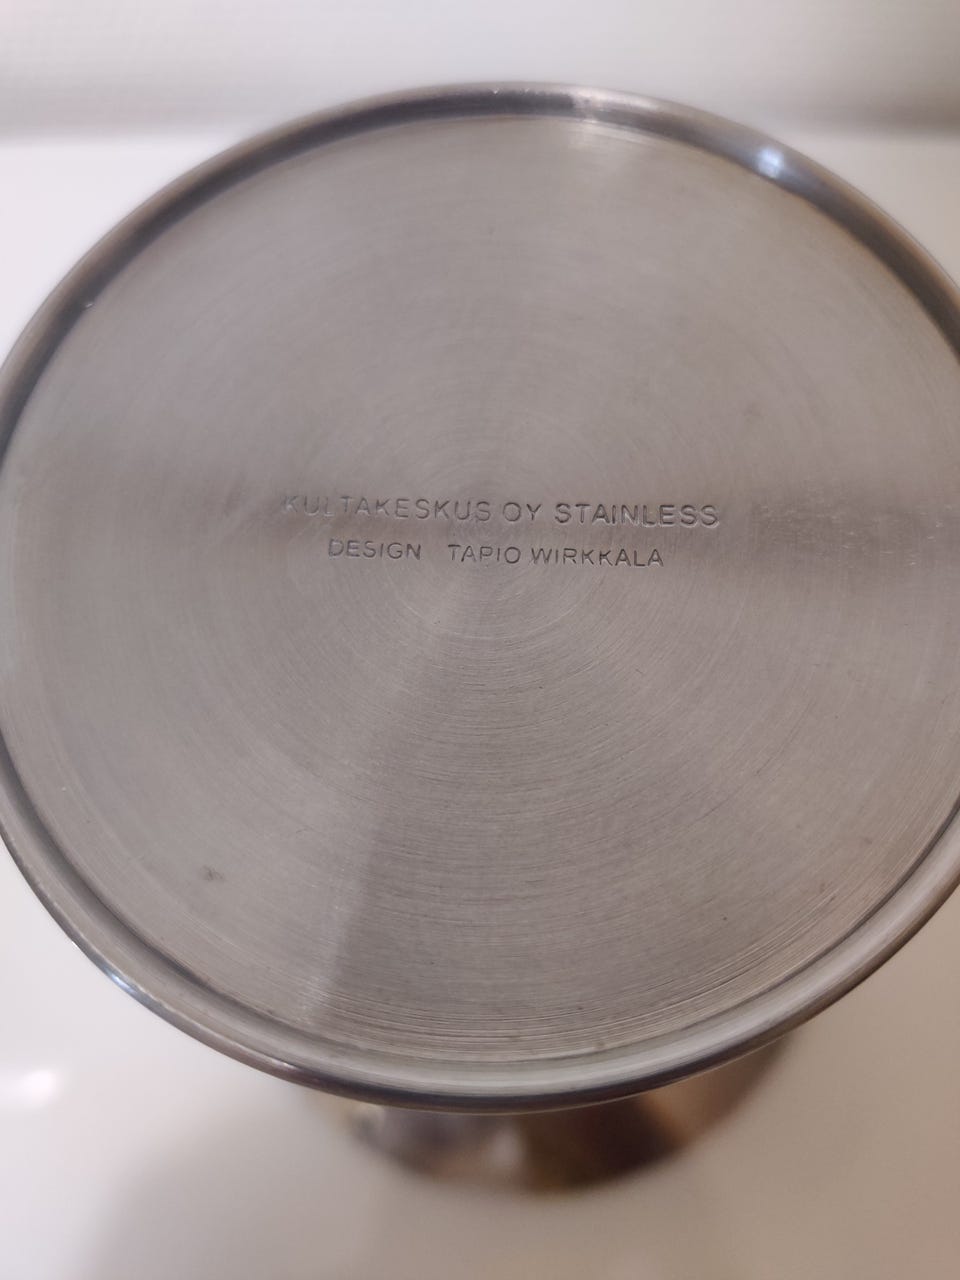 KULTAKESKUS OY STAINLESS
DESIGN TAPIO WIRKKALA